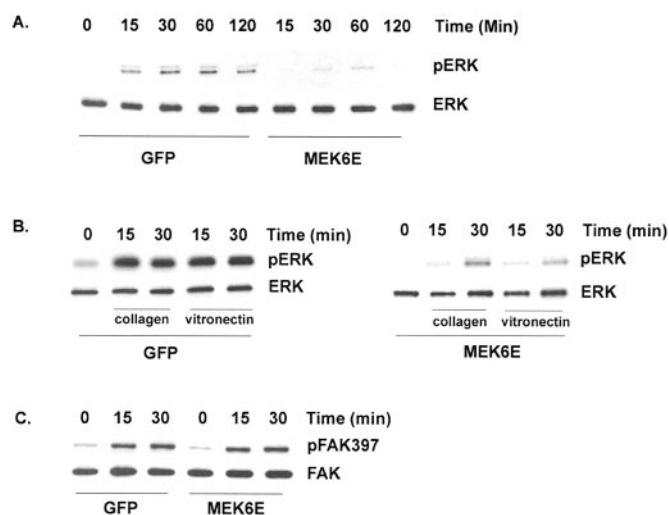 A. 0 15 30 60 120 15 30 60 120 Time (Min)
pERK
ERK
GFP MEK6E
B. 0 15 30 15 30 Time (min)
pERK
ERK
collagen vitronectin
GFP
0 15 30 15 30 Time (min)
pERK
ERK
collagen vitronectin
MEK6E
C. 0 15 30 0 15 30 Time (min)
pFAK397
FAK
GFP MEK6E